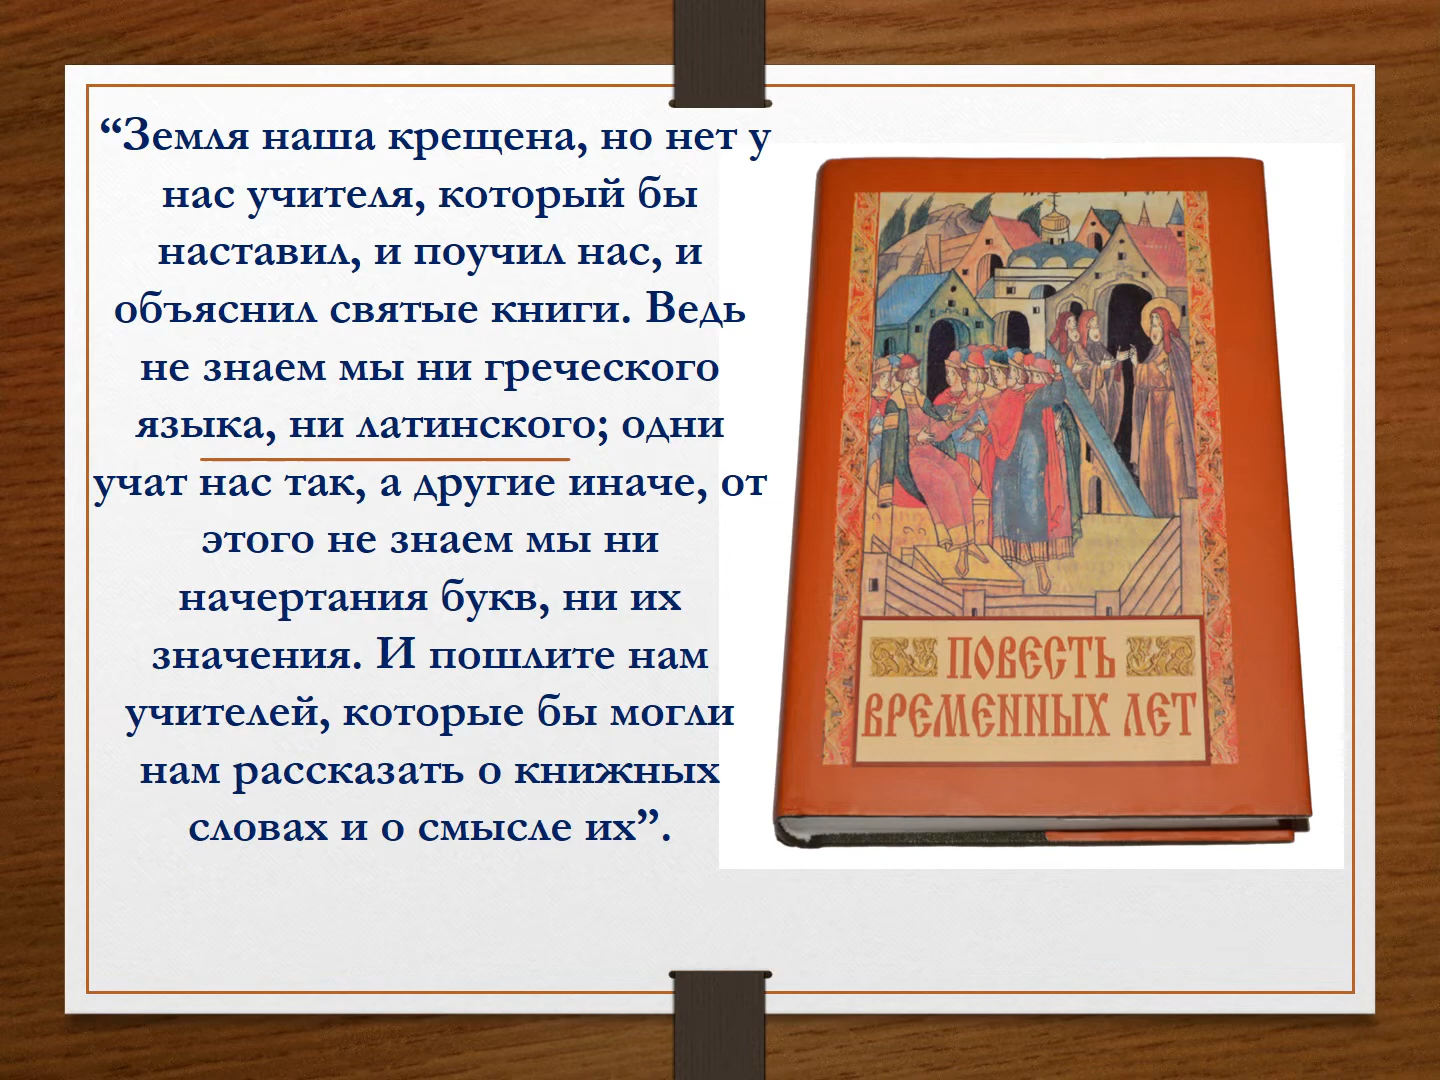 “Земля наша крещена, но нет у
нас учителя, который бы
наставил, и поучил нас, и
объяснил святые книги. Ведь
не знаем мы ни греческого
языка, ни латинского; одни
учат нас так, а другие иначе, от
этого не знаем мы ни
начертания букв, ни их
значения. И пошлите нам
учителей, которые бы могли
нам рассказать о книжных
словах и о смысле их”.
ПОВЕСТЬ
ВРЕМЕННЫХ ЛЕТ